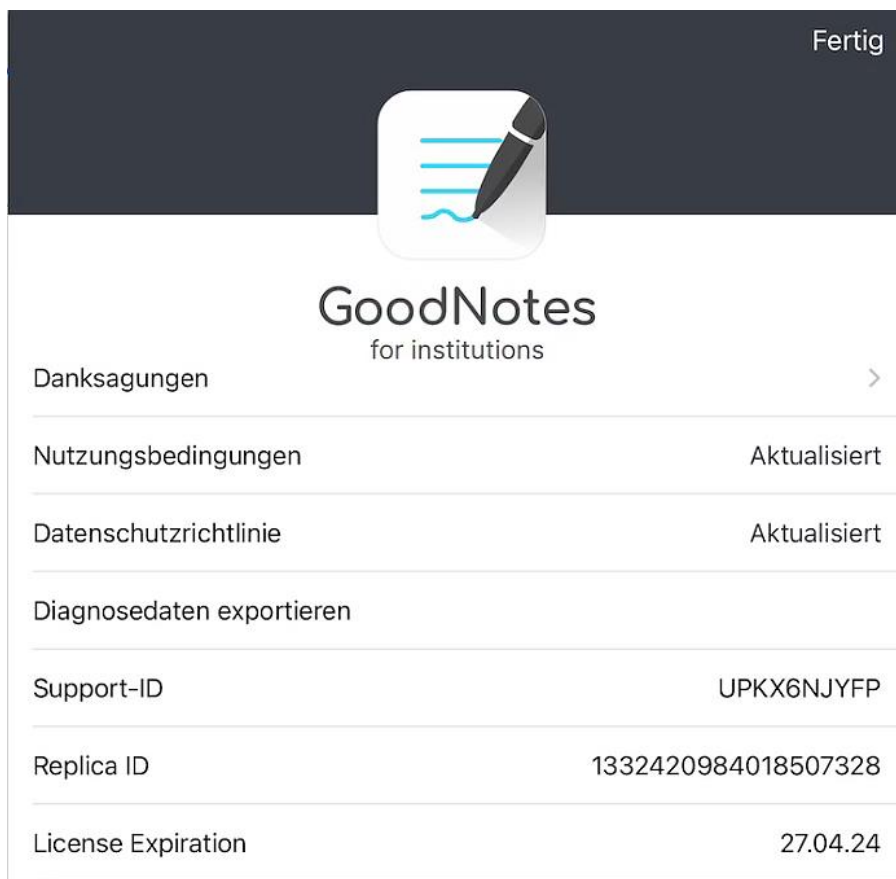 Fertig
GoodNotes
for institutions
Danksagungen
Nutzungsbedingungen Aktualisiert
Datenschutzrichtlinie Aktualisiert
Diagnosedaten exportieren
Support-ID UPKX6NJYFP
Replica ID 1332420984018507328
License Expiration 27.04.24